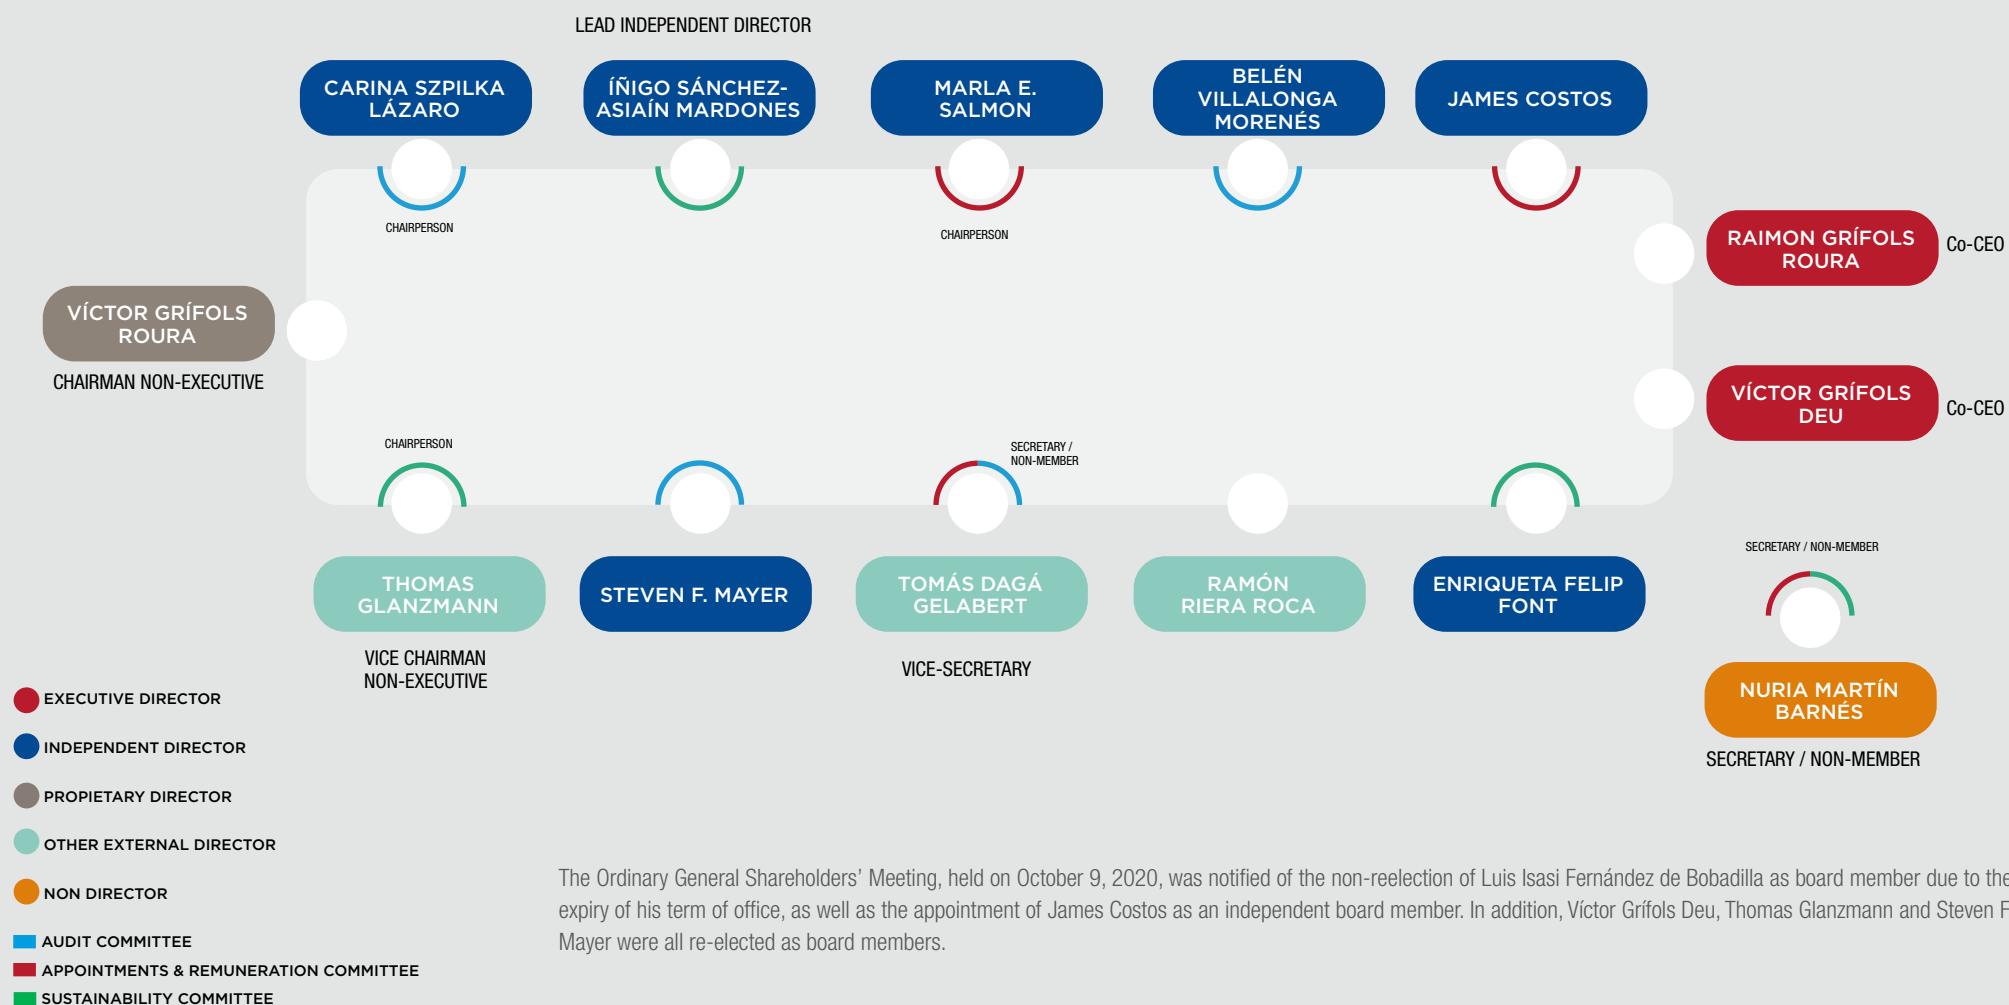 LEAD INDEPENDENT DIRECTOR
CARINA SZPILKA
LÁZARO
ÍÑIGO SÁNCHEZ-
ASIAÍN MARDONES
MARLA E.
SALMON
BELÉN
VILLALONGA
MORENÉS
JAMES COSTOS
CHAIRPERSON
CHAIRPERSON
RAIMON GRÍFOLS
ROURA
Co-CEO
VÍCTOR GRÍFOLS
ROURA
CHAIRMAN NON-EXECUTIVE
VÍCTOR GRÍFOLS
DEU
Co-CEO
CHAIRPERSON
SECRETARY /
NON-MEMBER
THOMAS
GLANZMANN
VICE CHAIRMAN
NON-EXECUTIVE
STEVEN F. MAYER
TOMÁS DAGÁ
GELABERT
VICE-SECRETARY
RAMÓN
RIERA ROCA
ENRIQUETA FELIP
FONT
SECRETARY / NON-MEMBER
NURIA MARTÍN
BARNÉS
SECRETARY / NON-MEMBER
EXECUTIVE DIRECTOR
INDEPENDENT DIRECTOR
PROPIETARY DIRECTOR
OTHER EXTERNAL DIRECTOR
NON DIRECTOR
AUDIT COMMITTEE
APPOINTMENTS & REMUNERATION COMMITTEE
SUSTAINABILITY COMMITTEE
The Ordinary General Shareholders' Meeting, held on October 9, 2020, was notified of the non-reelection of Luis Isasi Fernández de Bobadilla as board member due to the
expiry of his term of office, as well as the appointment of James Costos as an independent board member. In addition, Víctor Grífols Deu, Thomas Glanzmann and Steven F.
Mayer were all re-elected as board members.